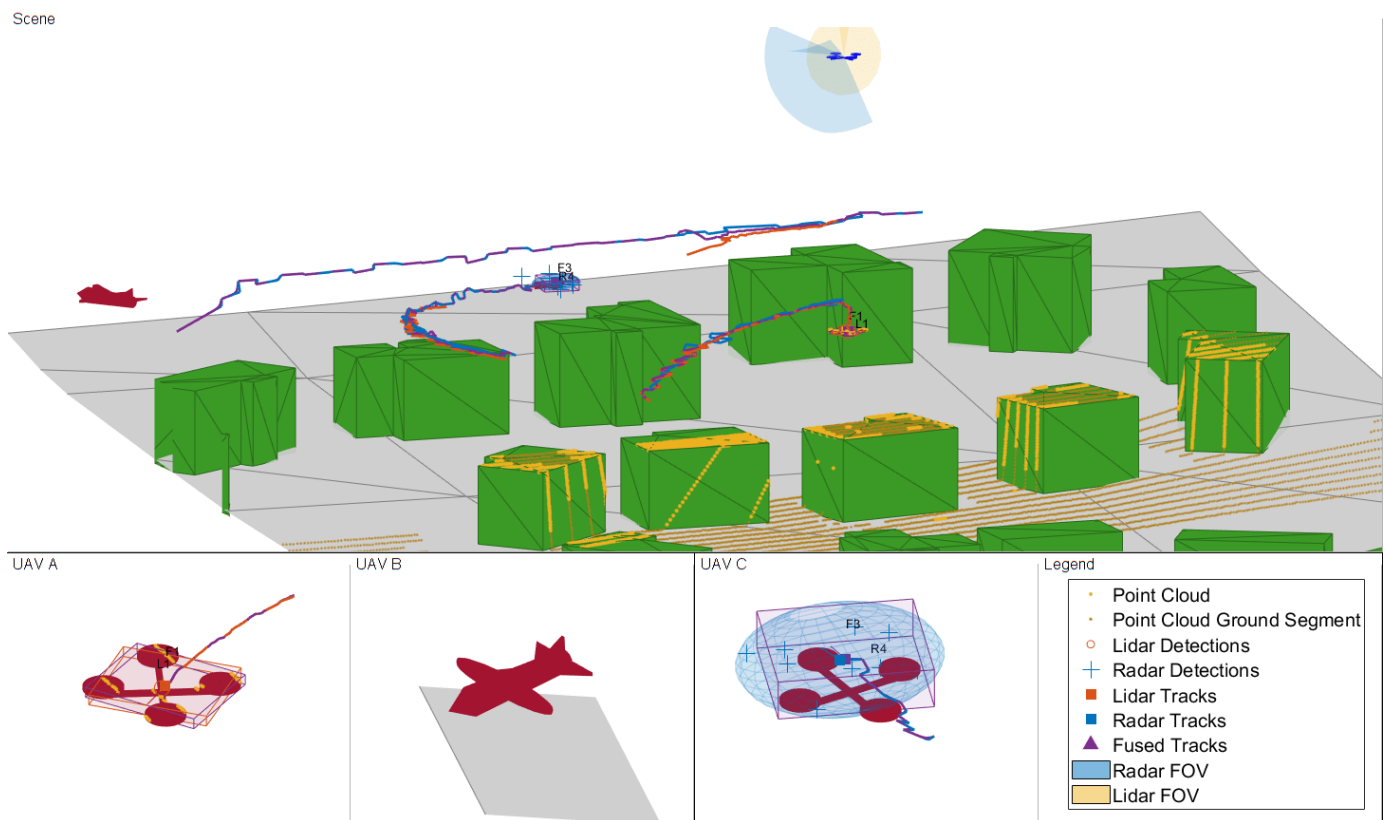 Scene
F3
R4
F1
L1
UAV A
UAV B
UAV C
Legend
F1
L1
F3
R4
Point Cloud
Point Cloud Ground Segment
Lidar Detections
Radar Detections
Lidar Tracks
Radar Tracks
Fused Tracks
Radar FOV
Lidar FOV